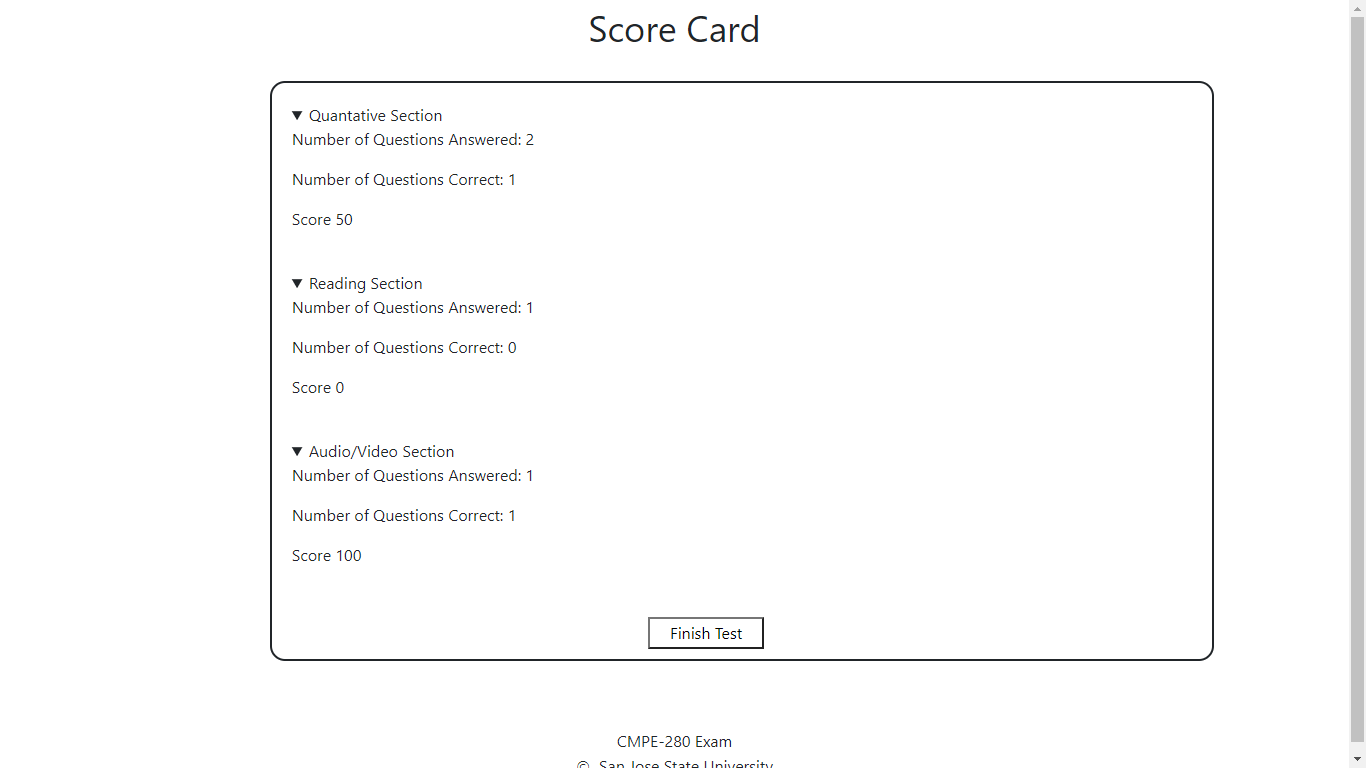 Score Card
Quantative Section
Number of Questions Answered: 2
Number of Questions Correct: 1
Score 50
Reading Section
Number of Questions Answered: 1
Number of Questions Correct: 0
Score 0
Audio/Video Section
Number of Questions Answered: 1
Number of Questions Correct: 1
Score 100
Finish Test
CMPE-280 Exam
© San Jose State University